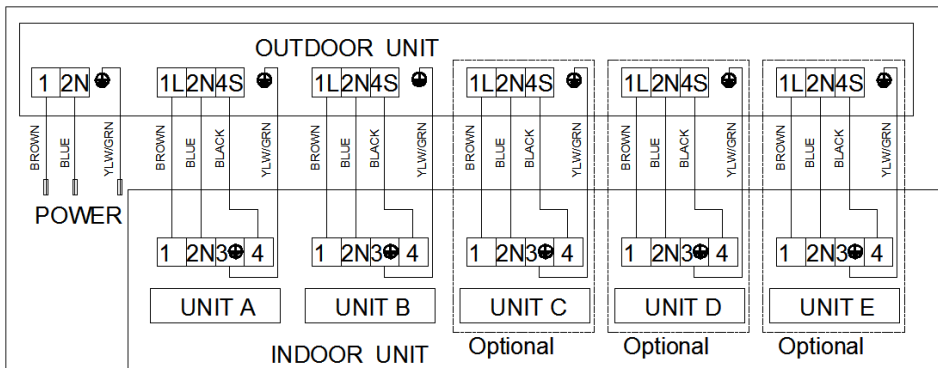 OUTDOOR UNIT
1 2N
1L 2N 4S
1L 2N 4S
1L 2N 4S
1L 2N 4S
1L 2N 4S
BROWN BLUE YLW/GRN
BROWN BLUE BLACK YLW/GRN
BROWN BLUE BLACK YLW/GRN
BROWN BLUE BLACK YLW/GRN
BROWN BLUE BLACK YLW/GRN
BROWN BLUE BLACK YLW/GRN
POWER
1 2N 3 4
1 2N 3 4
1 2N 3 4
1 2N 3 4
1 2N 3 4
UNIT A
UNIT B
UNIT C
UNIT D
UNIT E
INDOOR UNIT
Optional
Optional
Optional